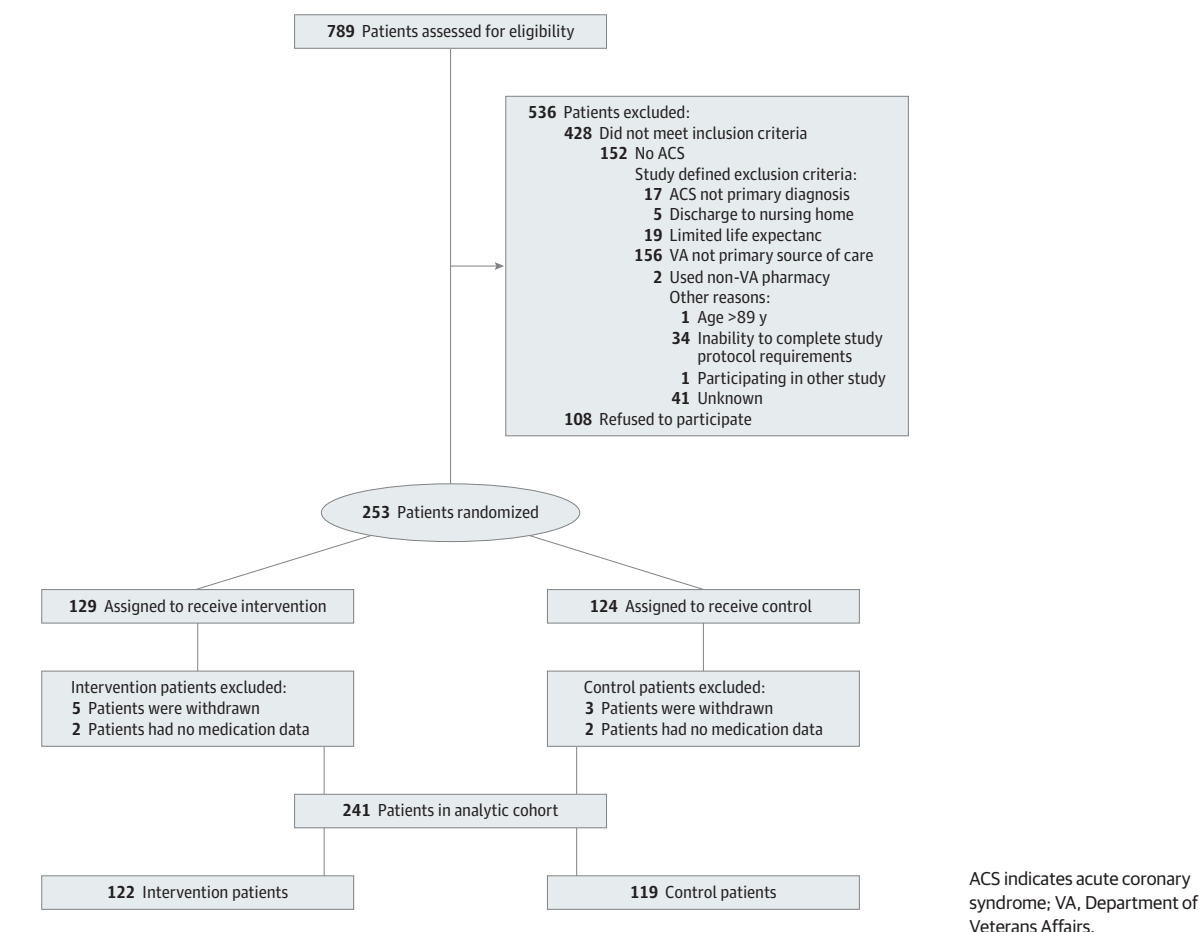 789 Patients assessed for eligibility
536 Patients excluded:
428 Did not meet inclusion criteria
152 No ACS
Study defined exclusion criteria:
17 ACS not primary diagnosis
5 Discharge to nursing home
19 Limited life expectanc
156 VA not primary source of care
2 Used non-VA pharmacy
Other reasons:
1 Age >89 y
34 Inability to complete study
protocol requirements
1 Participating in other study
41 Unknown
108 Refused to participate
253 Patients randomized
129 Assigned to receive intervention
124 Assigned to receive control
Intervention patients excluded:
5 Patients were withdrawn
2 Patients had no medication data
Control patients excluded:
3 Patients were withdrawn
2 Patients had no medication data
241 Patients in analytic cohort
122 Intervention patients
119 Control patients
ACS indicates acute coronary
syndrome; VA, Department of
Veterans Affairs.